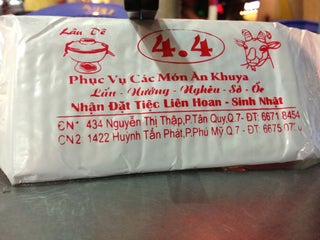 Lẩu Dê
4.4
Phục Vụ Các Món Ăn Khuya
Lẩu - Nướng - Nghêu - Sò - Ốc
Nhận Đặt Tiệc Liên Hoan - Sinh Nhật
CN1 434 Nguyễn Thị Thập,P.Tân Quy,Q.7- ĐT: 6671 8454
CN2: 1422 Huỳnh Tấn Phát,P.Phú Mỹ Q.7 - ĐT: 6675